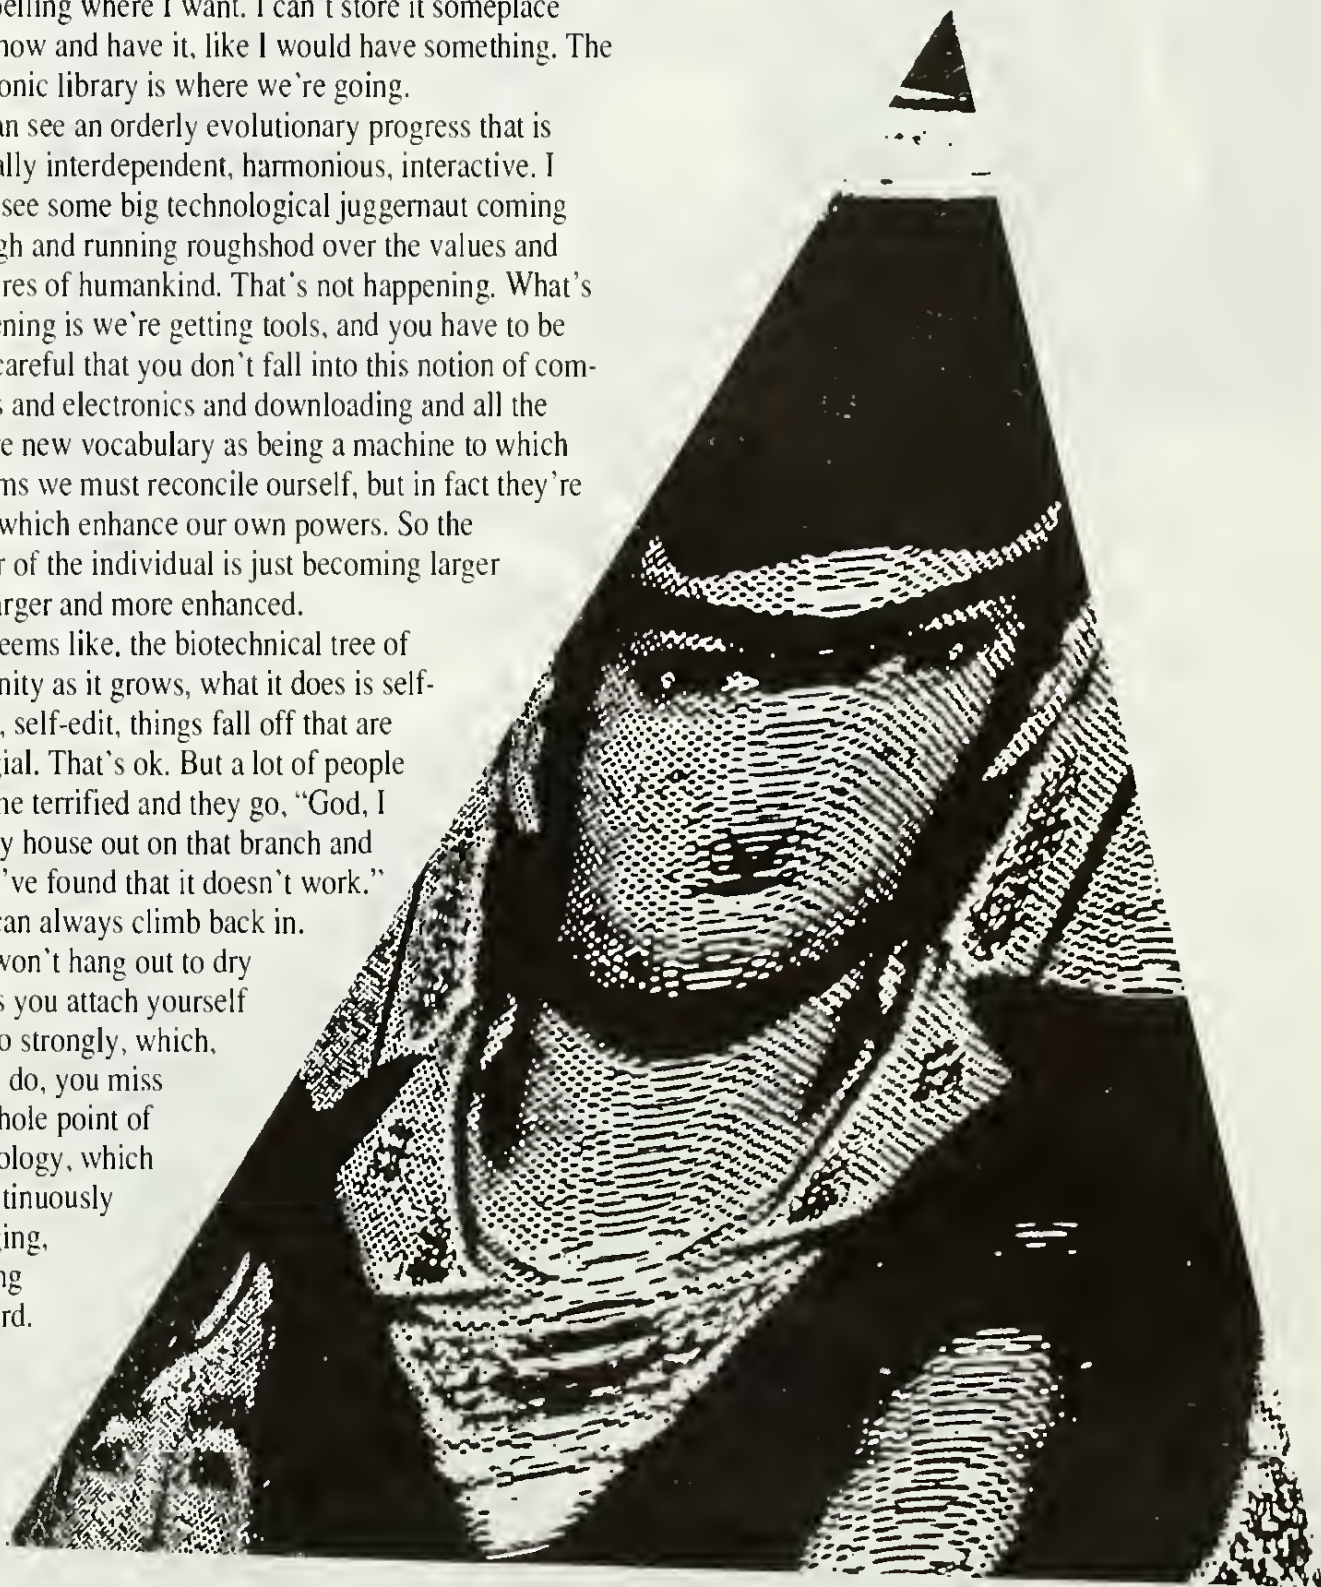 elling where I want. I can't store it someplace
now and have it, like I would have something. The
onic library is where we're going.
an see an orderly evolutionary progress that is
ally interdependent, harmonious, interactive. I
see some big technological juggernaut coming
gh and running roughshod over the values and
res of humankind. That's not happening. What's
ening is we're getting tools, and you have to be
careful that you don't fall into this notion of com-
s and electronics and downloading and all the
e new vocabulary as being a machine to which
ms we must reconcile ourself, but in fact they're
which enhance our own powers. So the
r of the individual is just becoming larger
arger and more enhanced.
eems like, the biotechnical tree of
nity as it grows, what it does is self-
, self-edit, things fall off that are
gial. That's ok. But a lot of people
ne terrified and they go, “God, I
y house out on that branch and
've found that it doesn't work.”
can always climb back in.
won't hang out to dry
s you attach yourself
o strongly, which,
do, you miss
hole point of
ology, which
tinuously
ging,
ng
rd.